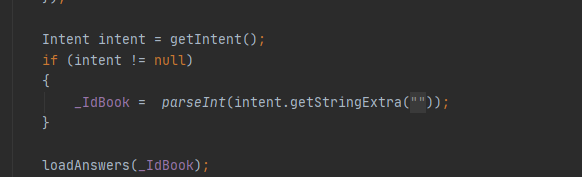 });
Intent intent = getIntent();
if (intent != null)
{
_IdBook = parseInt(intent.getStringExtra(""));
}
loadAnswers(_IdBook);